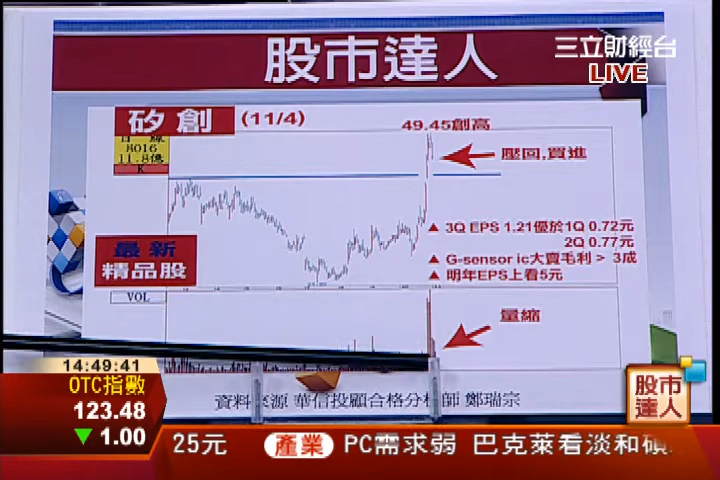 股市達人
三立財經台
LIVE
矽創(11/4)
49.45創高
日 線
8016
11.8億
K
壓回,買進
▲ 3Q EPS 1.21優於1Q 0.72元
2Q 0.77元
▲ G-sensor ic大賣毛利> 3成
▲ 明年EPS上看5元
最新
精品股
VOL
量縮
14:49:41
OTC指數
123.48
▼ 1.00
資料來源 華信投顧合格分析師 鄭瑞宗
股市
達人
25元 產業 PC需求弱 巴克萊看淡和碩